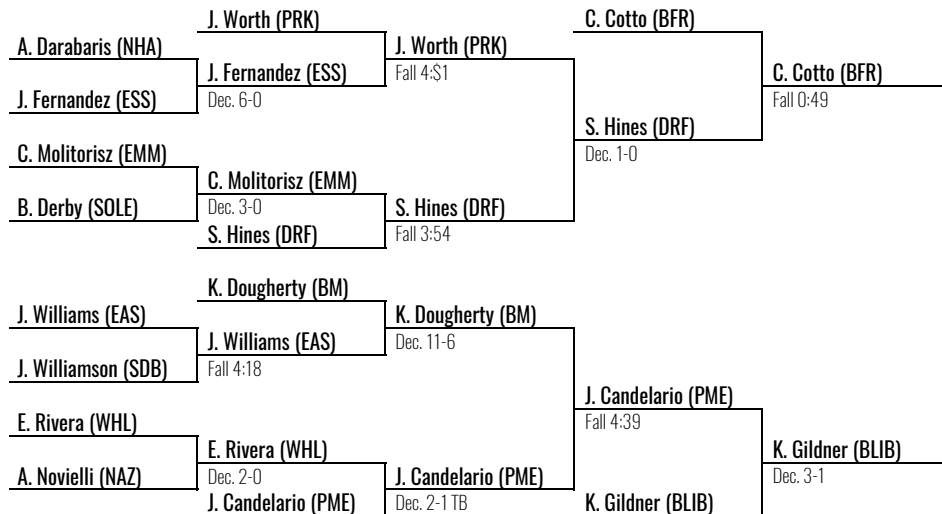 J. Worth (PRK)
C. Cotto (BFR)
A. Darabaris (NHA)
J. Worth (PRK)
J. Fernandez (ESS)
Fall 4:$1
C. Cotto (BFR)
J. Fernandez (ESS)
Dec. 6-0
Fall 0:49
S. Hines (DRF)
C. Molitorisz (EMM)
Dec. 1-0
C. Molitorisz (EMM)
B. Derby (SOLE)
Dec. 3-0
S. Hines (DRF)
S. Hines (DRF)
Fall 3:54
K. Dougherty (BM)
J. Williams (EAS)
K. Dougherty (BM)
J. Williams (EAS)
Dec. 11-6
J. Williamson (SDB)
Fall 4:18
J. Candelario (PME)
E. Rivera (WHL)
Fall 4:39
E. Rivera (WHL)
K. Gildner (BLIB)
A. Novielli (NAZ)
Dec. 2-0
J. Candelario (PME)
Dec. 3-1
J. Candelario (PME)
Dec. 2-1 TB
K. Gildner (BLIB)